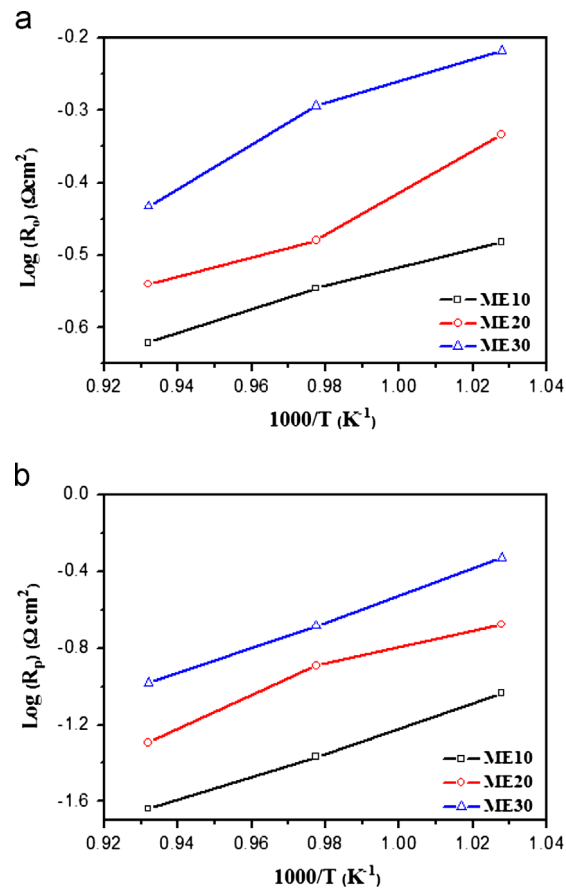 a
-0.2
-0.3
-0.4
-0.5
-0.6
Log (Rₒ) (Ωcm²)
ME10
ME20
ME30
0.92 0.94 0.96 0.98 1.00 1.02 1.04
1000/T (K⁻¹)
b
0.0
-0.4
-0.8
-1.2
-1.6
Log (Rₚ) (Ωcm²)
ME10
ME20
ME30
0.92 0.94 0.96 0.98 1.00 1.02 1.04
1000/T (K⁻¹)